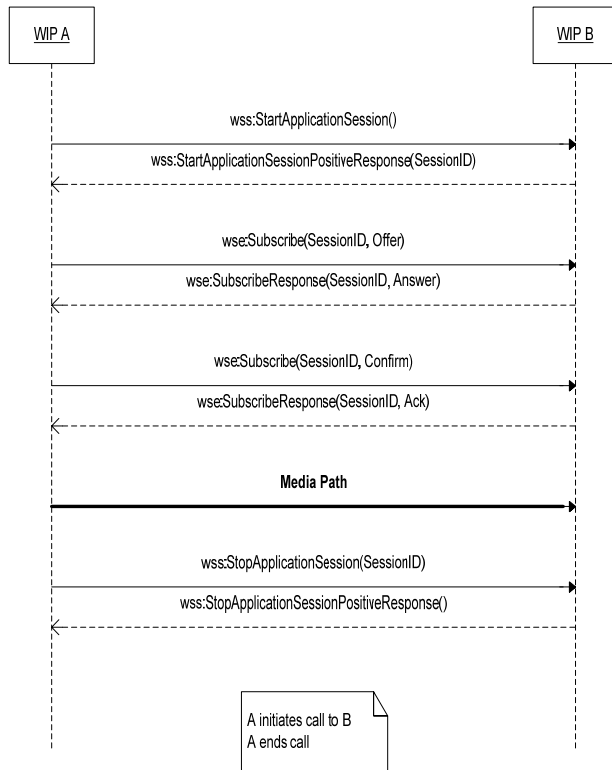 WIP A
WIP B
wss:StartApplicationSession()
wss:StartApplicationSessionPositiveResponse(SessionID)
wse:Subscribe(SessionID, Offer)
wse:SubscribeResponse(SessionID, Answer)
wse:Subscribe(SessionID, Confirm)
wse:SubscribeResponse(SessionID, Ack)
Media Path
wss:StopApplicationSession(SessionID)
wss:StopApplicationSessionPositiveResponse()
A initiates call to B
A ends call